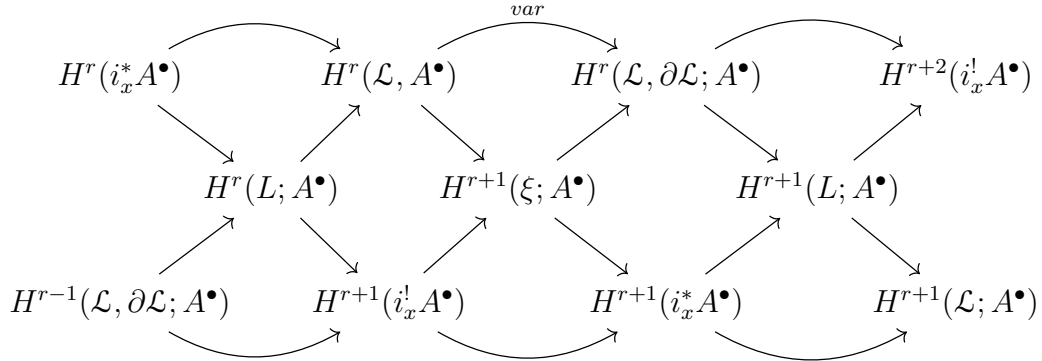 var
H^r(i_x^*A^•) H^r(ℒ, A^•) H^r(ℒ, ∂ℒ; A^•) H^{r+2}(i_x^!A^•)
H^r(L; A^•) H^{r+1}(ξ; A^•) H^{r+1}(L; A^•)
H^{r−1}(ℒ, ∂ℒ; A^•) H^{r+1}(i_x^!A^•) H^{r+1}(i_x^*A^•) H^{r+1}(ℒ; A^•)